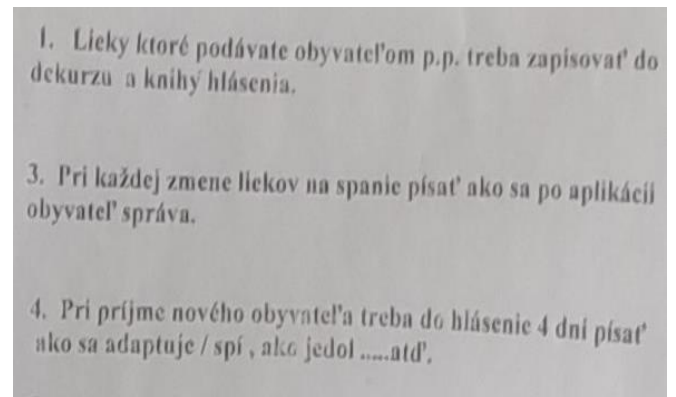 1. Lieky ktoré podávate obyvateľom p.p. treba zapisovať do
dekurzu a knihy hlásenia.
3. Pri každej zmene liekov na spanie písať ako sa po aplikácii
obyvateľ správa.
4. Pri príjme nového obyvateľa treba do hlásenie 4 dni písať
ako sa adaptuje / spí , ako jedol .....atď.